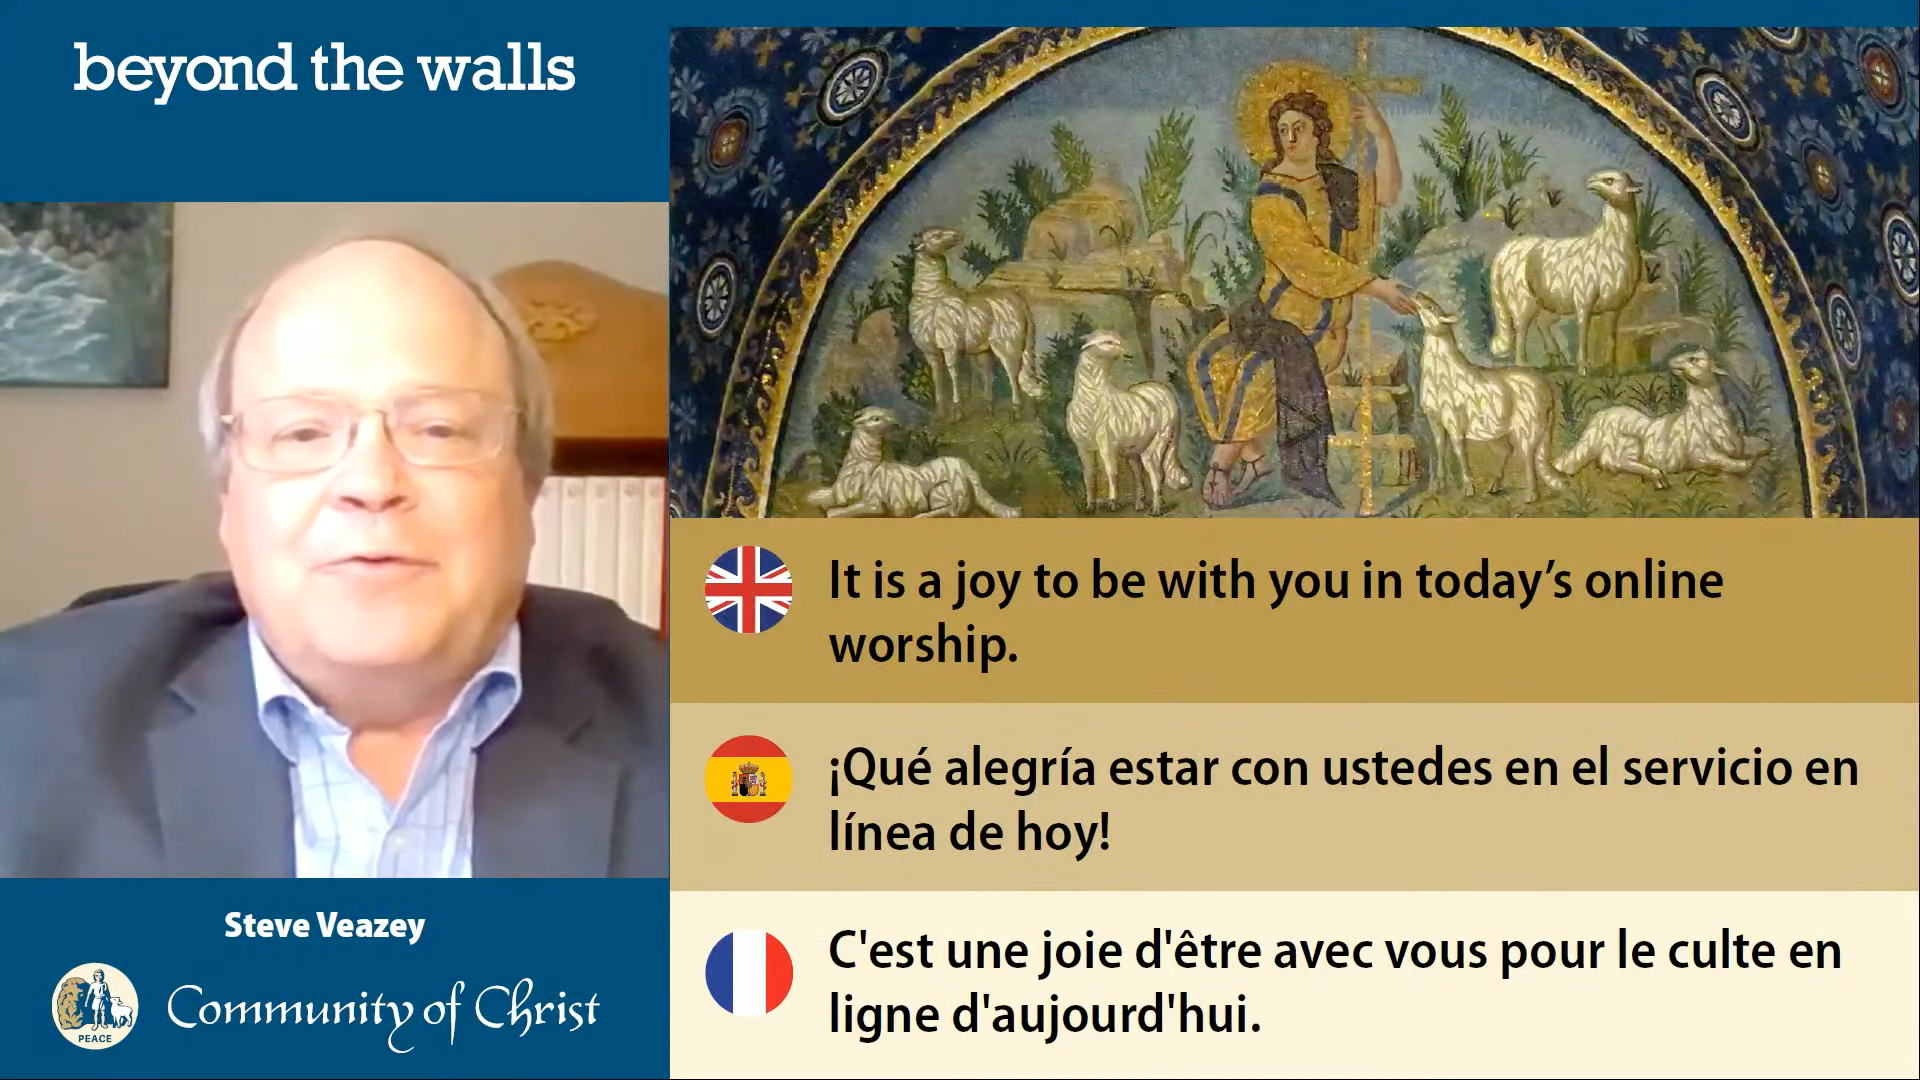 beyond the walls
Steve Veazey
PEACE
Community of Christ
It is a joy to be with you in today’s online
worship.
¡Qué alegría estar con ustedes en el servicio en
línea de hoy!
C'est une joie d'être avec vous pour le culte en
ligne d'aujourd'hui.